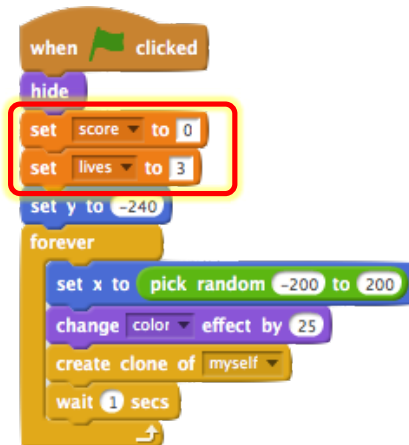 when clicked
hide
set score to 0
set lives to 3
set y to -240
forever
set x to pick random -200 to 200
change color effect by 25
create clone of myself
wait 1 secs